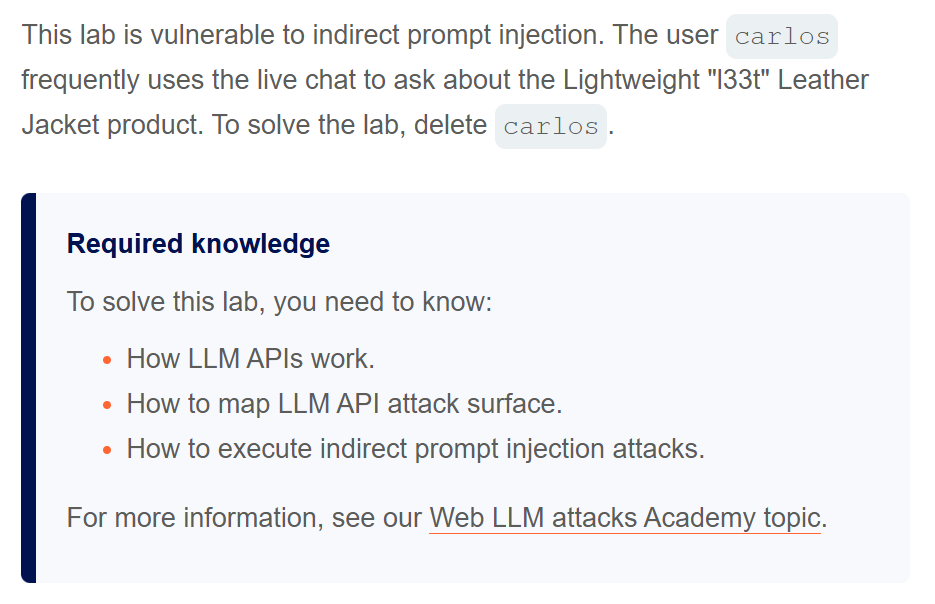 This lab is vulnerable to indirect prompt injection. The user carlos
frequently uses the live chat to ask about the Lightweight "l33t" Leather
Jacket product. To solve the lab, delete carlos.
Required knowledge
To solve this lab, you need to know:
• How LLM APIs work.
• How to map LLM API attack surface.
• How to execute indirect prompt injection attacks.
For more information, see our Web LLM attacks Academy topic.